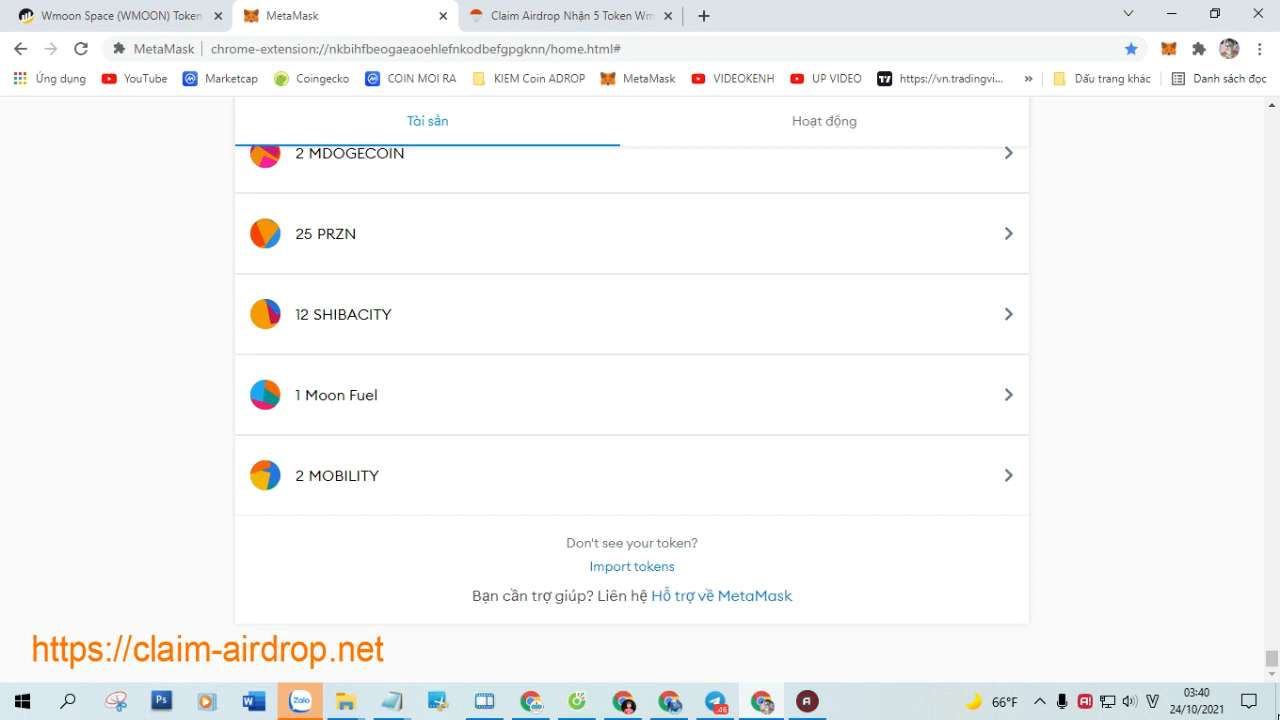 Wmoon Space (WMOON) Token
MetaMask
Claim Airdrop Nhận 5 Token Wm
MetaMask
chrome-extension://nkbihfbeogaeaoehlefnkodbefgpgknn/home.html#
Ứng dụng
YouTube
Marketcap
Coingecko
COIN MOI RA
KIEM Coin ADROP
MetaMask
VIDEOKENH
UP VIDEO
https://vn.tradingvi...
»
Dấu trang khác
Danh sách đọc
Tài sản
Hoạt động
2 MDOGECOIN
25 PRZN
12 SHIBACITY
1 Moon Fuel
2 MOBILITY
Don't see your token?
Import tokens
Bạn cần trợ giúp? Liên hệ Hỗ trợ về MetaMask
https://claim-airdrop.net
Ps
W
Zalo
46
A
66°F
03:40
24/10/2021